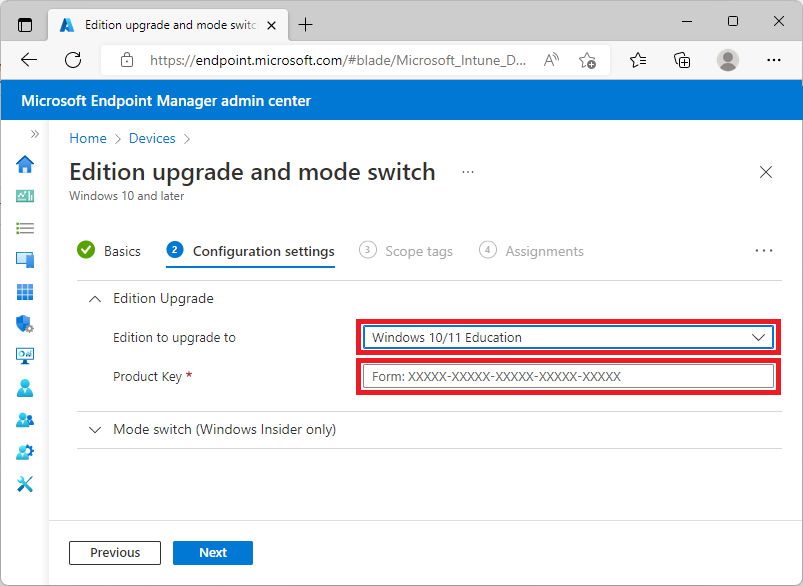 Edition upgrade and mode switc
https://endpoint.microsoft.com/#blade/Microsoft_Intune_D...
Microsoft Endpoint Manager admin center
Home > Devices >
Edition upgrade and mode switch ...
Windows 10 and later
Basics 2 Configuration settings 3 Scope tags 4 Assignments ...
Edition Upgrade
Edition to upgrade to Windows 10/11 Education
Product Key * Form: XXXXX-XXXXX-XXXXX-XXXXX-XXXXX
Mode switch (Windows Insider only)
Previous Next